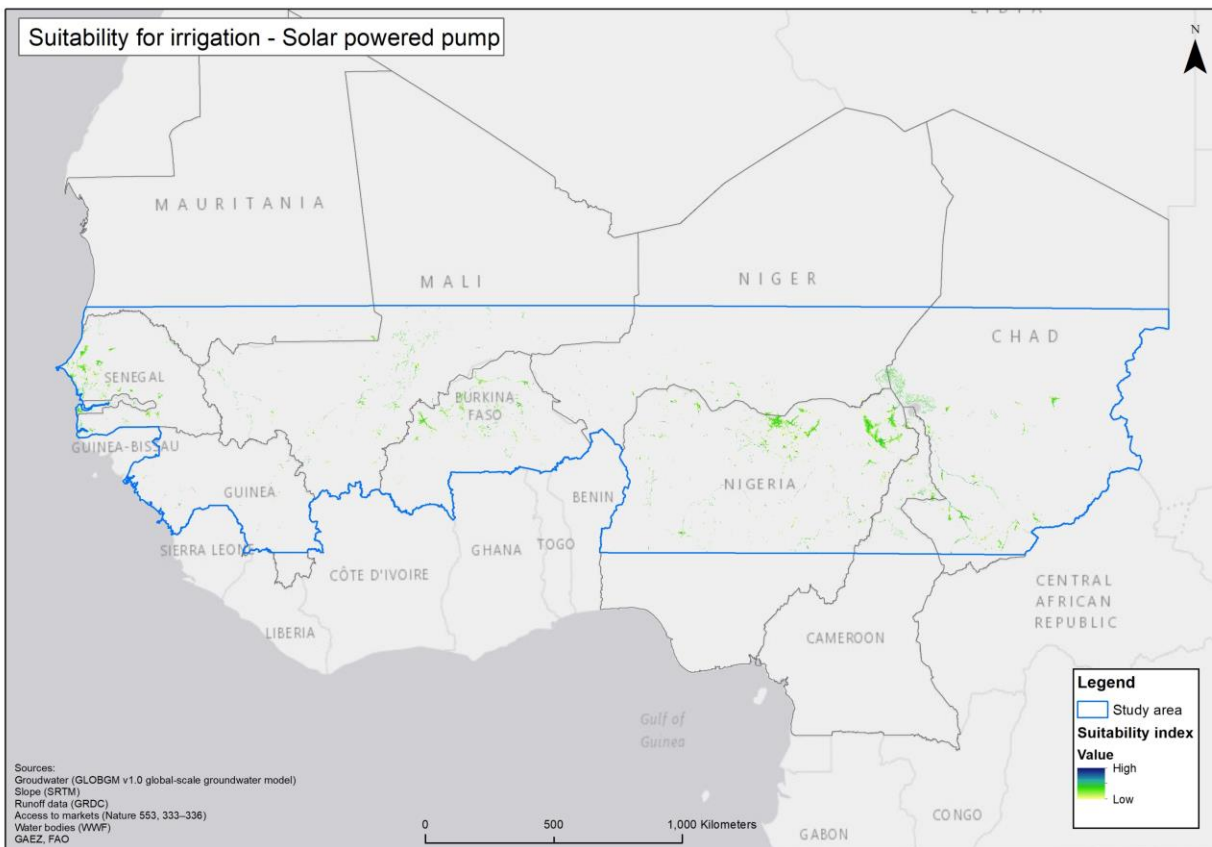 Suitability for irrigation - Solar powered pump
N
MAURITANIA
MALI
NIGER
CHAD
SENEGAL
BURKINA
FASO
GUINEA-BISSAU
GUINEA
NIGERIA
BENIN
SIERRA LEONE
GHANA
TOGO
CÔTE D'IVOIRE
CENTRAL
AFRICAN
REPUBLIC
LIBERIA
CAMEROON
Gulf of
Guinea
CONGO
GABON
Legend
Study area
Suitability index
Value
High
Low
Sources:
Groudwater (GLOBGM v1.0 global-scale groundwater model)
Slope (SRTM)
Runoff data (GRDC)
Access to markets (Nature 553, 333–336)
Water bodies (WWF)
GAEZ, FAO
0 500 1,000 Kilometers